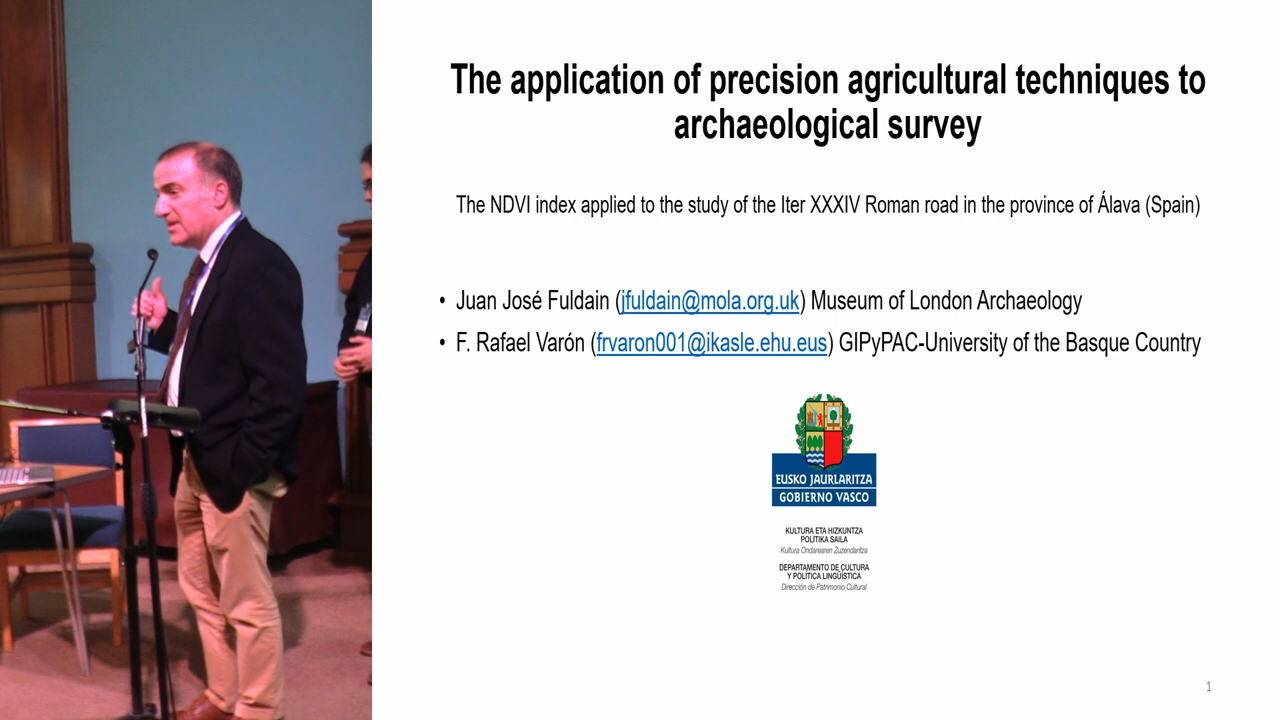 The application of precision agricultural techniques to
archaeological survey
The NDVI index applied to the study of the Iter XXXIV Roman road in the province of Álava (Spain)
• Juan José Fuldain (jfuldain@mola.org.uk) Museum of London Archaeology
• F. Rafael Varón (frvaron001@ikasle.ehu.eus) GIPyPAC-University of the Basque Country
EUSKO JAURLARITZA
GOBIERNO VASCO
KULTURA ETA HIZKUNTZA
POLITIKA SAILA
Kultura Ondarearen Zuzendaritza
DEPARTAMENTO DE CULTURA
Y POLÍTICA LINGÜÍSTICA
Dirección de Patrimonio Cultural
1